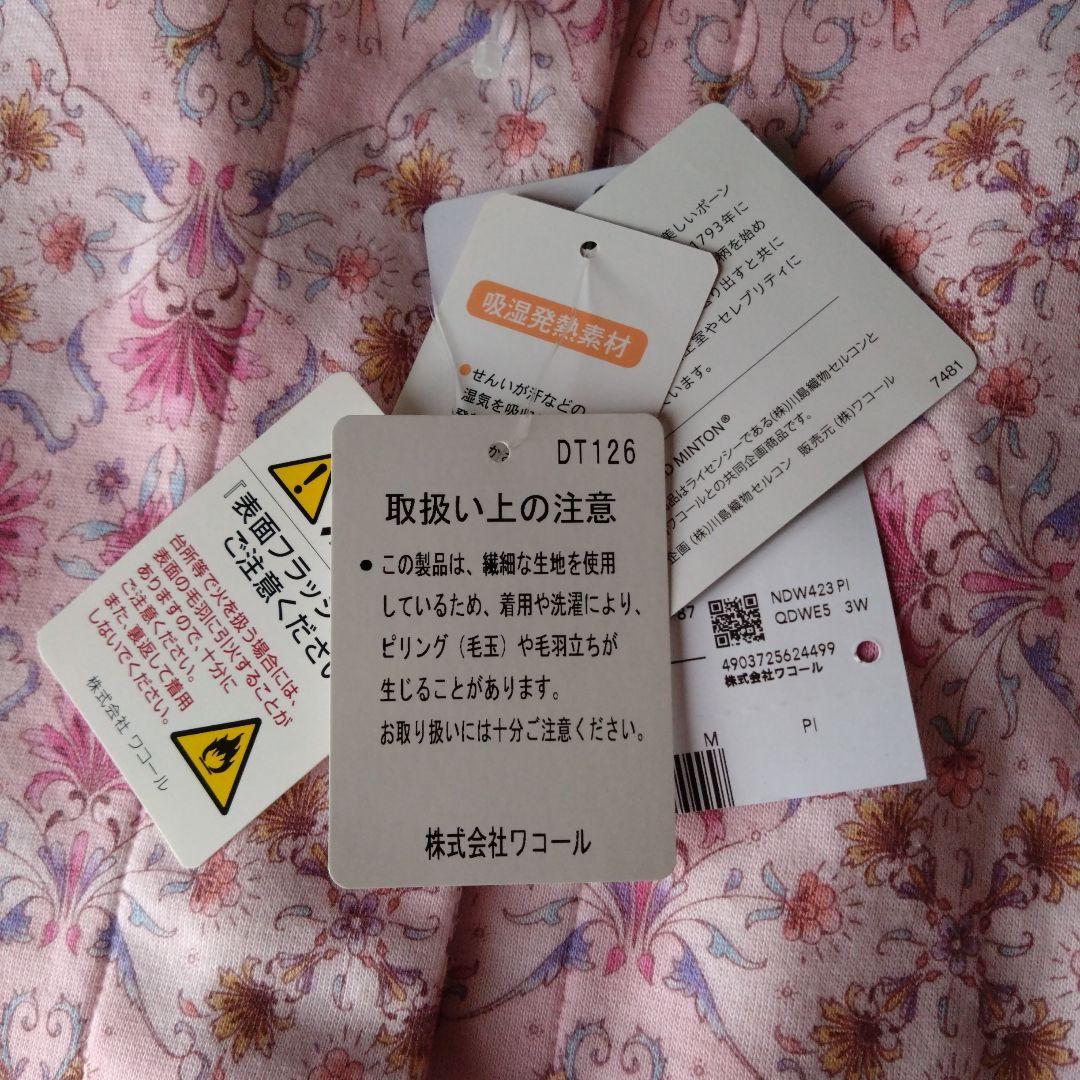 DT126
取扱い上の注意
●この製品は、繊細な生地を使用
しているため、着用や洗濯により、
ピリング（毛玉）や毛羽立ちが
生じることがあります。
お取り扱いには十分ご注意ください。
株式会社ワコール
『表面フラッシ
ご注意ください
台所等で火を扱う場合には、
表面の毛羽に引火することが
ありますので、十分に
ご注意ください。
また、裏返して着用
しないでください。
株式会社 ワコール
吸湿発熱素材
●せんいが汗などの
湿気を吸収
美しいボーン
1793年に
柄を始め
り出すと共に
室やセレブリティに
います。
MINTON®
品はライセンシーである(株)川島織物セルコンと
ワコールとの共同企画商品です。
企画 (株)川島織物セルコン 販売元 (株)ワコール
7481
87
NDW423 PI
QDWE5 3W
4903725624499
株式会社ワコール
M
PI